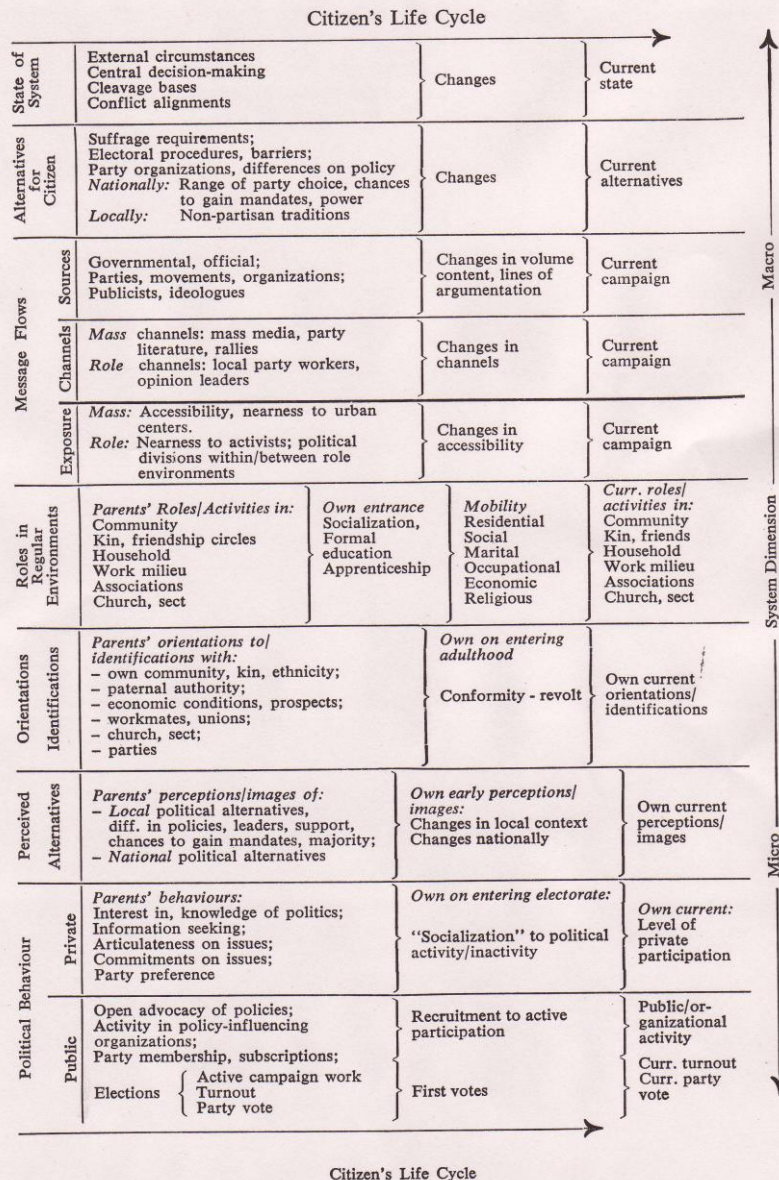 Citizen's Life Cycle
State of
System
External circumstances
Central decision-making
Cleavage bases
Conflict alignments
Changes
Current
state
Alternatives
for
Citizen
Suffrage requirements;
Electoral procedures, barriers;
Party organizations, differences on policy
Nationally: Range of party choice, chances
to gain mandates, power
Locally: Non-partisan traditions
Changes
Current
alternatives
Message Flows
Sources
Governmental, official;
Parties, movements, organizations;
Publicists, ideologues
Changes in volume
content, lines of
argumentation
Current
campaign
Channels
Mass channels: mass media, party
literature, rallies
Role channels: local party workers,
opinion leaders
Changes in
channels
Current
campaign
Exposure
Mass: Accessibility, nearness to urban
centers.
Role: Nearness to activists; political
divisions within/between role
environments
Changes in
accessibility
Current
campaign
Roles in
Regular
Environments
Parents' Roles/Activities in:
Community
Kin, friendship circles
Household
Work milieu
Associations
Church, sect
Own entrance
Socialization,
Formal
education
Apprenticeship
Mobility
Residential
Social
Marital
Occupational
Economic
Religious
Curr. roles/
activities in:
Community
Kin, friends
Household
Work milieu
Associations
Church, sect
Orientations
Identifications
Parents' orientations to/
identifications with:
– own community, kin, ethnicity;
– paternal authority;
– economic conditions, prospects;
– workmates, unions;
– church, sect;
– parties
Own on entering
adulthood
Conformity - revolt
Own current
orientations/
identifications
Perceived
Alternatives
Parents' perceptions/images of:
– Local political alternatives,
diff. in policies, leaders, support,
chances to gain mandates, majority;
– National political alternatives
Own early perceptions/
images:
Changes in local context
Changes nationally
Own current
perceptions/
images
Political Behaviour
Private
Parents' behaviours:
Interest in, knowledge of politics;
Information seeking;
Articulateness on issues;
Commitments on issues;
Party preference
Own on entering electorate:
"Socialization" to political
activity/inactivity
Own current:
Level of
private
participation
Public
Open advocacy of policies;
Activity in policy-influencing
organizations;
Party membership, subscriptions;
Elections
Active campaign work
Turnout
Party vote
Recruitment to active
participation
First votes
Public/or-
ganizational
activity
Curr. turnout
Curr. party
vote
Macro
System Dimension
Micro
Citizen's Life Cycle